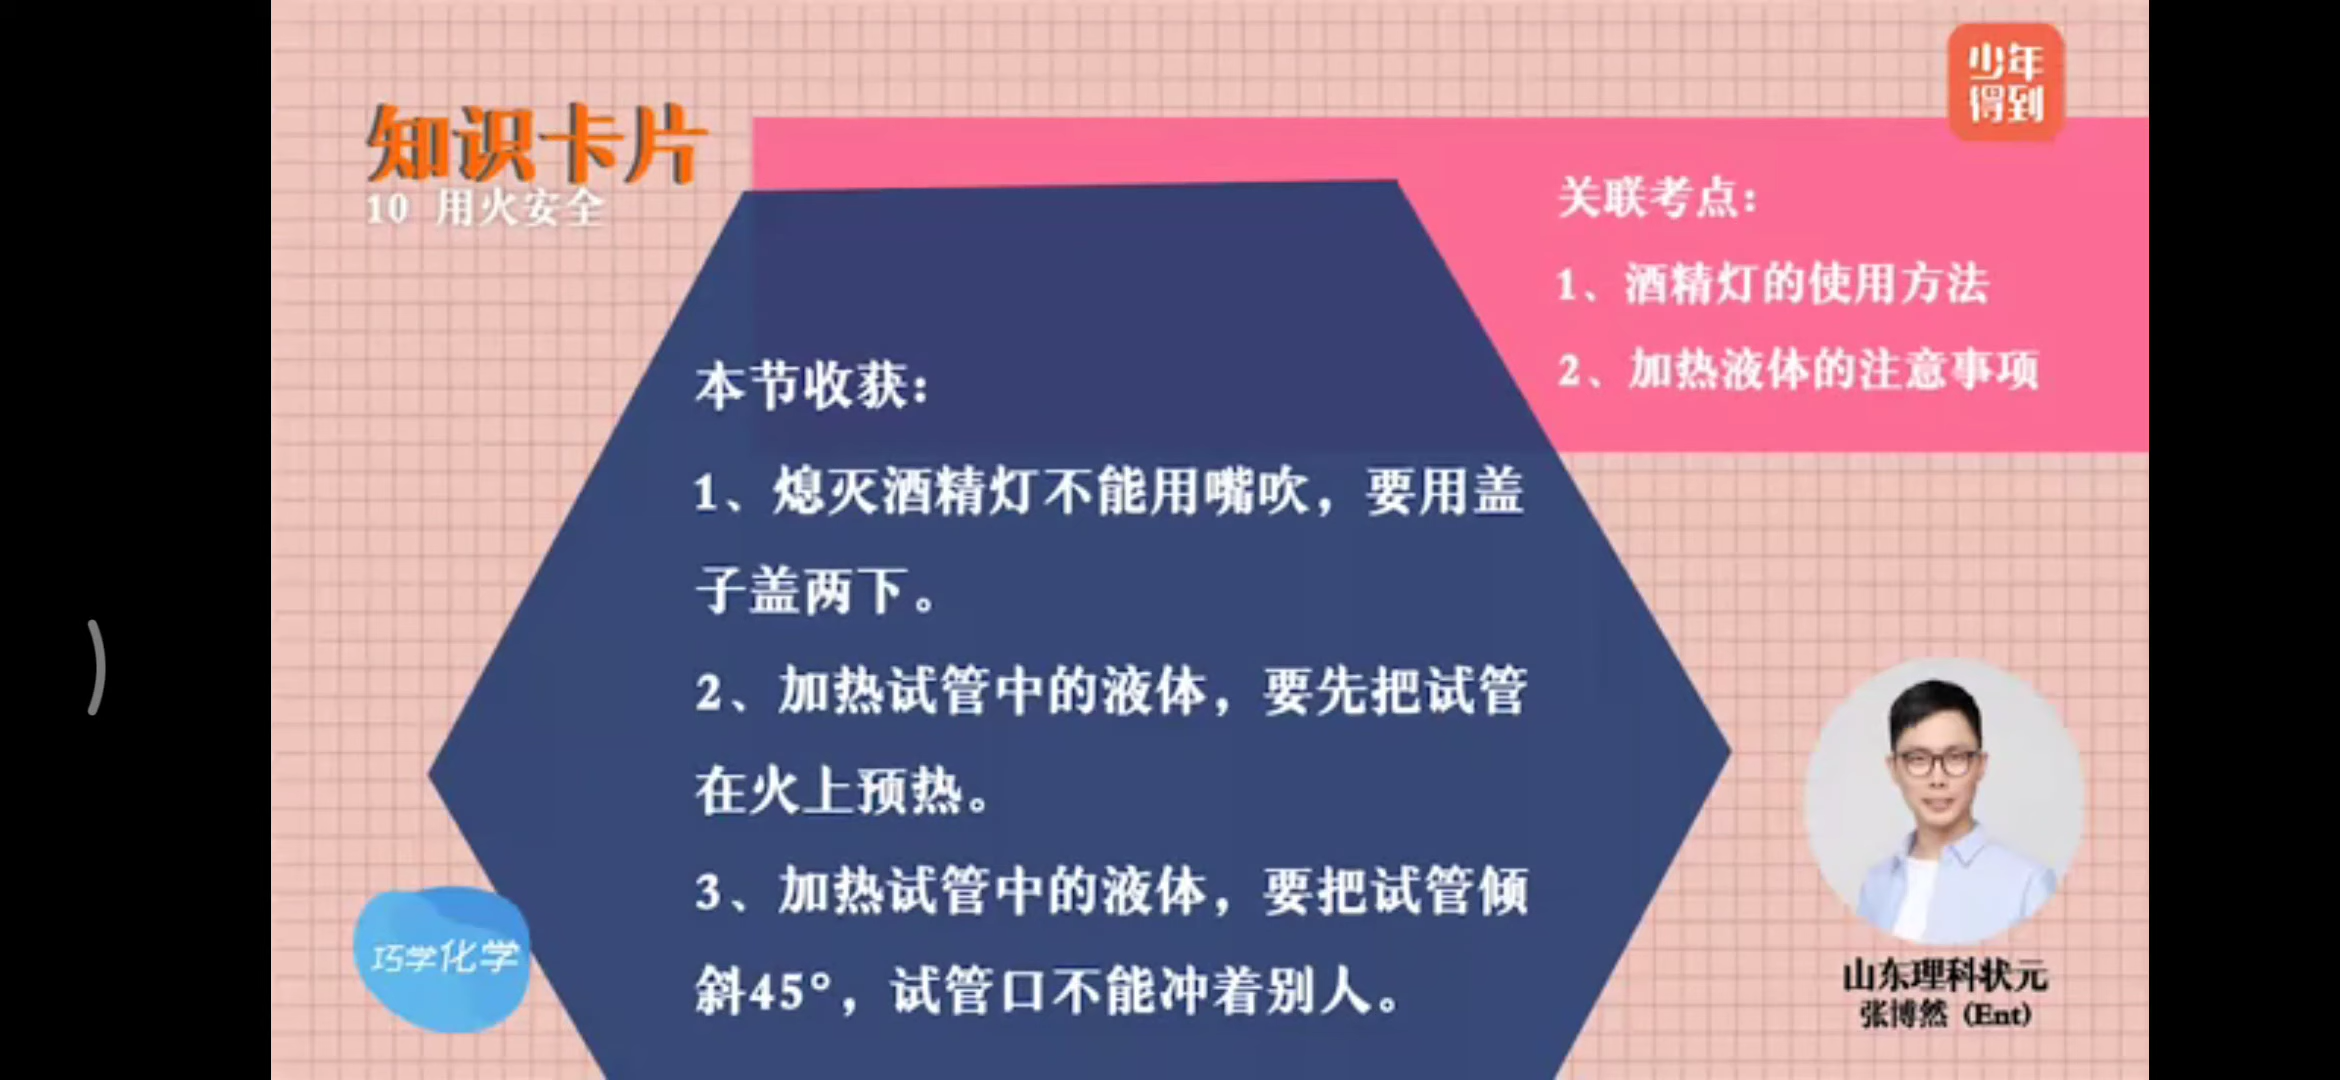 少年
得到
知识卡片
10 用火安全
关联考点：
1、酒精灯的使用方法
2、加热液体的注意事项
本节收获：
1、熄灭酒精灯不能用嘴吹，要用盖
子盖两下。
2、加热试管中的液体，要先把试管
在火上预热。
3、加热试管中的液体，要把试管倾
斜45°，试管口不能冲着别人。
巧学化学
山东理科状元
张博然（Ent）